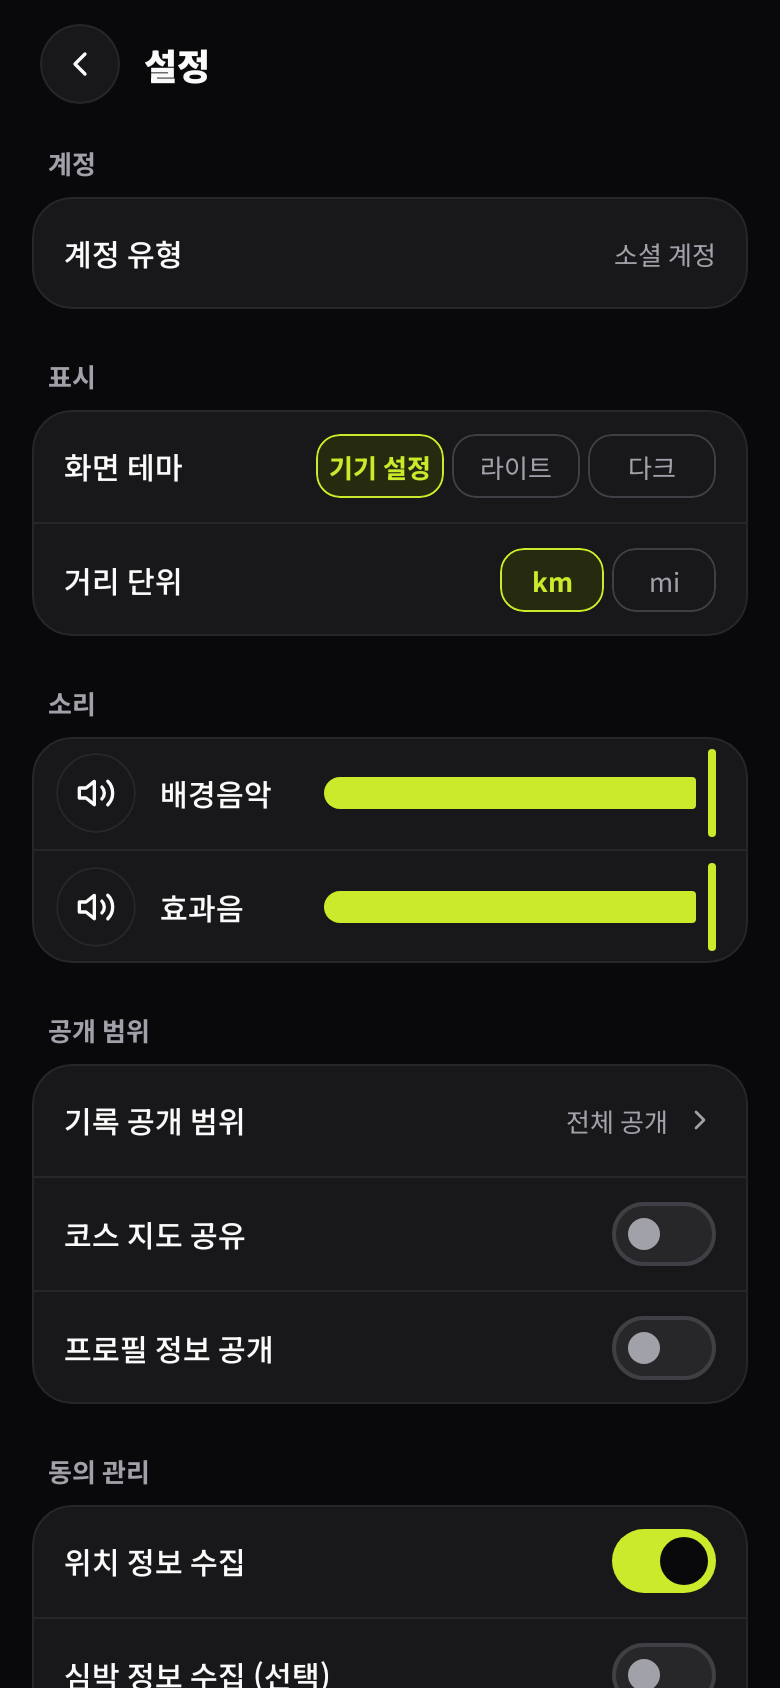 설정
계정
계정 유형 소셜 계정
표시
화면 테마 기기 설정 라이트 다크
거리 단위 km mi
소리
배경음악
효과음
공개 범위
기록 공개 범위 전체 공개
코스 지도 공유
프로필 정보 공개
동의 관리
위치 정보 수집
심박 정보 수집 (선택)